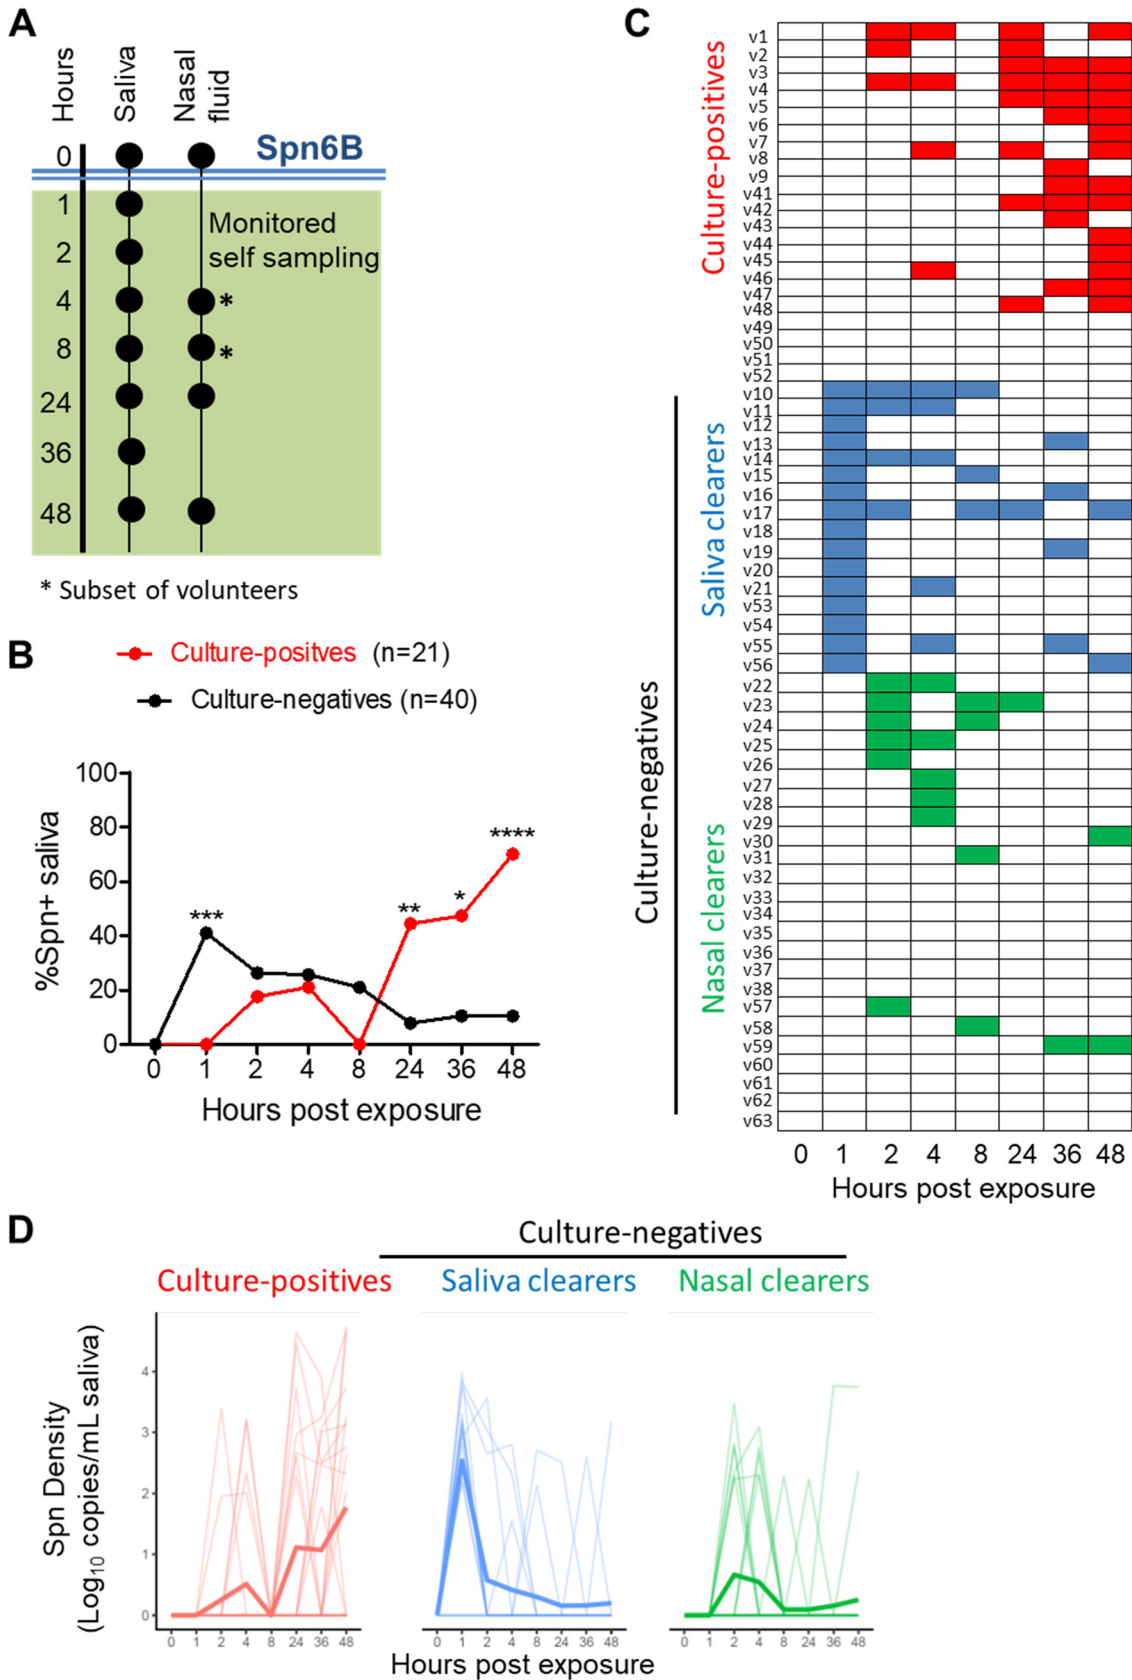 A
Hours
Saliva
Nasal
fluid
0
Spn6B
1
Monitored
2
self sampling
4
*
8
*
24
36
48
* Subset of volunteers
B
Culture-positves (n=21)
Culture-negatives (n=40)
%Spn+ saliva
100
80
60
40
20
0
***
**
*
****
0 1 2 4 8 24 36 48
Hours post exposure
C
Culture-positives
Culture-negatives
Saliva clearers
Nasal clearers
v1
v2
v3
v4
v5
v6
v7
v8
v9
v41
v42
v43
v44
v45
v46
v47
v48
v49
v50
v51
v52
v10
v11
v12
v13
v14
v15
v16
v17
v18
v19
v20
v21
v53
v54
v55
v56
v22
v23
v24
v25
v26
v27
v28
v29
v30
v31
v32
v33
v34
v35
v36
v37
v38
v57
v58
v59
v60
v61
v62
v63
0 1 2 4 8 24 36 48
Hours post exposure
D
Culture-negatives
Culture-positives Saliva clearers Nasal clearers
Spn Density
(Log₁₀ copies/mL saliva)
4
3
2
1
0
0 1 2 4 8 24 36 48 0 1 2 4 8 24 36 48 0 1 2 4 8 24 36 48
Hours post exposure